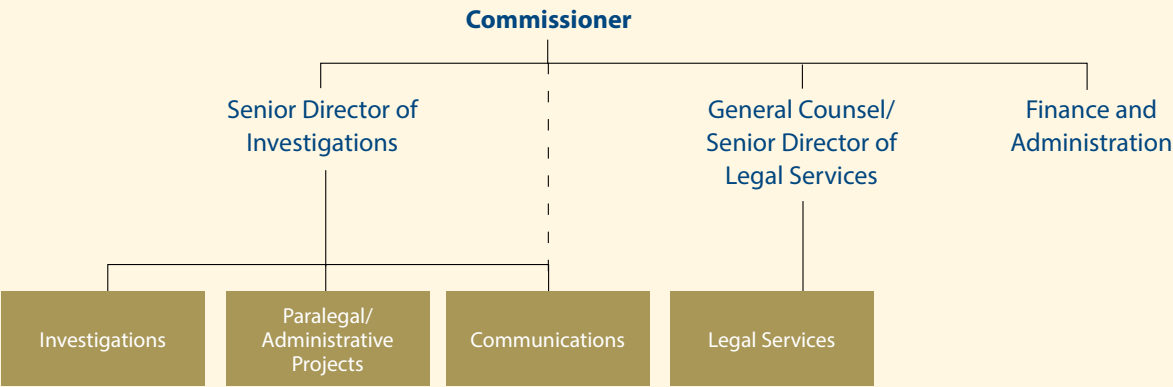 Commissioner
Senior Director of
Investigations
General Counsel/
Senior Director of
Legal Services
Finance and
Administration
Investigations
Paralegal/
Administrative
Projects
Communications
Legal Services